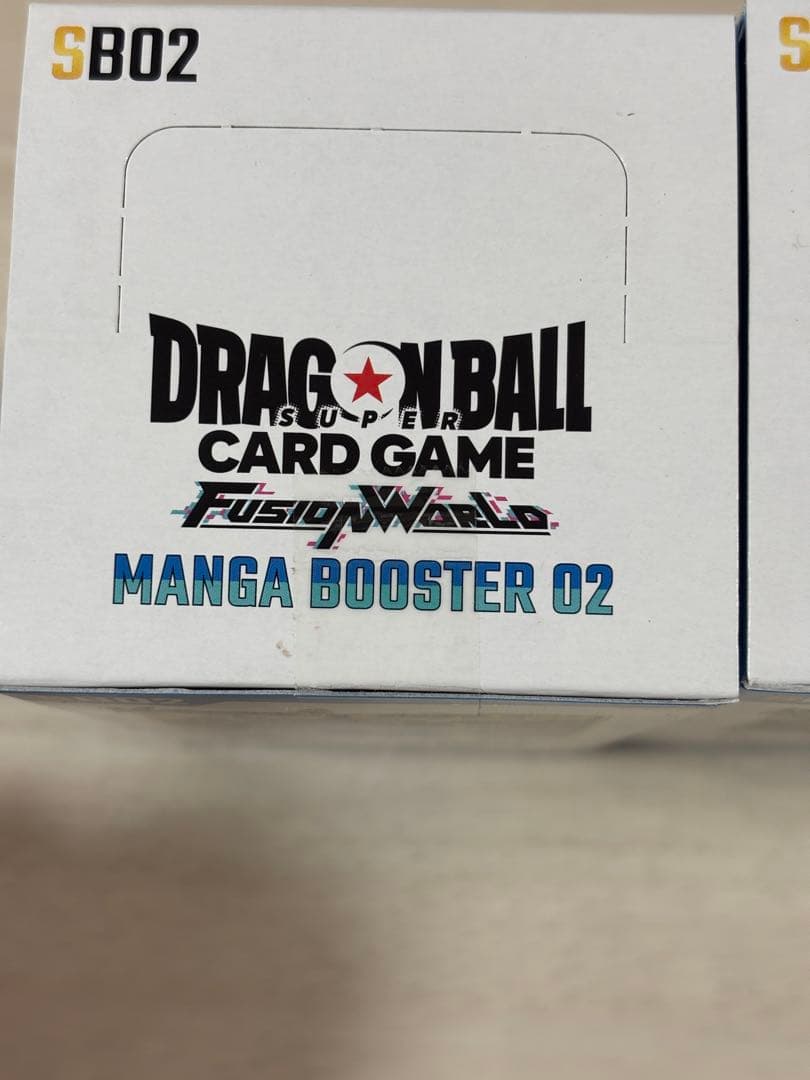 SB02
S
DRAGON BALL
SUPER
CARD GAME
FUSION WORLD
MANGA BOOSTER 02